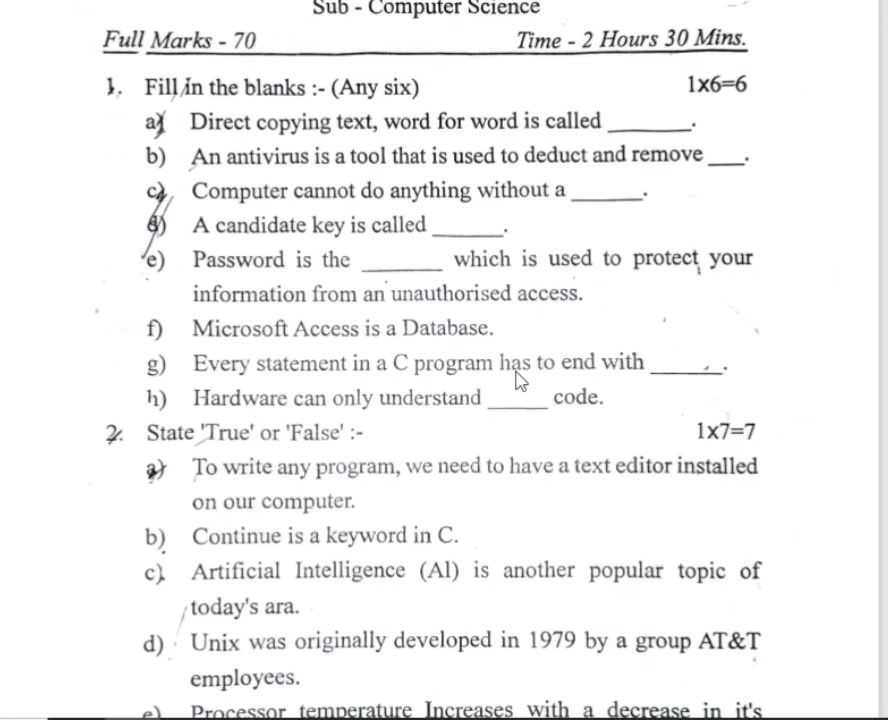 Sub - Computer Science
Full Marks - 70 Time - 2 Hours 30 Mins.
1. Fill in the blanks :- (Any six) 1x6=6
a) Direct copying text, word for word is called ______.
b) An antivirus is a tool that is used to deduct and remove ___.
c) Computer cannot do anything without a ______.
d) A candidate key is called ______.
e) Password is the ______ which is used to protect your
information from an unauthorised access.
f) Microsoft Access is a Database.
g) Every statement in a C program has to end with ______.
h) Hardware can only understand _____ code.
2. State 'True' or 'False' :- 1x7=7
a) To write any program, we need to have a text editor installed
on our computer.
b) Continue is a keyword in C.
c) Artificial Intelligence (Al) is another popular topic of
today's ara.
d) Unix was originally developed in 1979 by a group AT&T
employees.
e) Processor temperature Increases with a decrease in it's